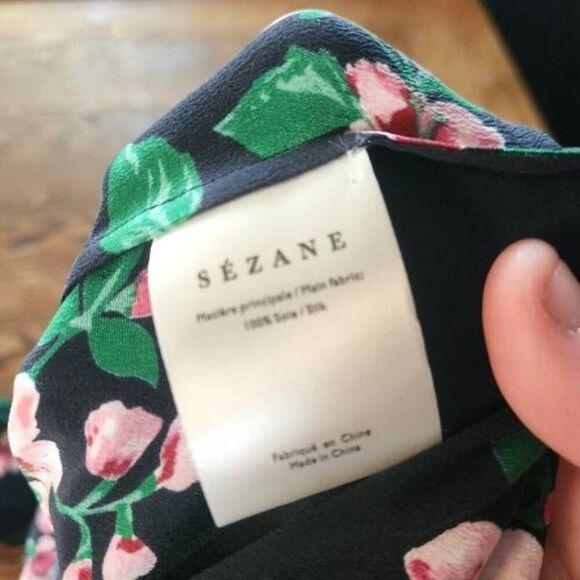 SÉZANE
Matière principale / Main fabric:
100% Soie / Silk
Fabriqué en Chine
Made in China